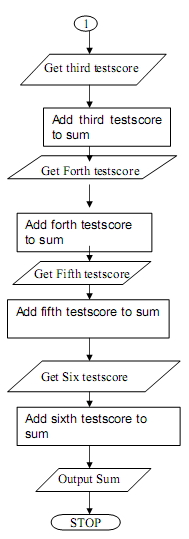 1
Get third testscore
Add third testscore
to sum
Get Forth testscore
Add forth testscore
to sum
Get Fifth testscore
Add fifth testscore to sum
Get Six testscore
Add sixth testscore to
sum
Output Sum
STOP